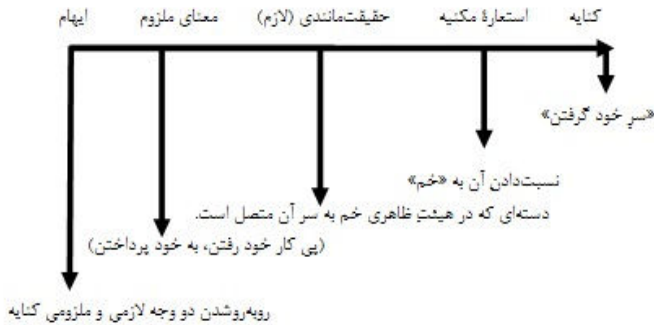 کنایه استعارهٔ مکنیه حقیقت‌مانندی (لازم) معنای ملزوم ایهام
«سرِ خود گرفتن»
نسبت‌دادن آن به «خم»
دسته‌ای که در هیئتِ ظاهری خم به سر آن متصل است.
(پی کار خود رفتن، به خود پرداختن)
روبه‌روشدن دو وجه لازمی و ملزومی کنایه